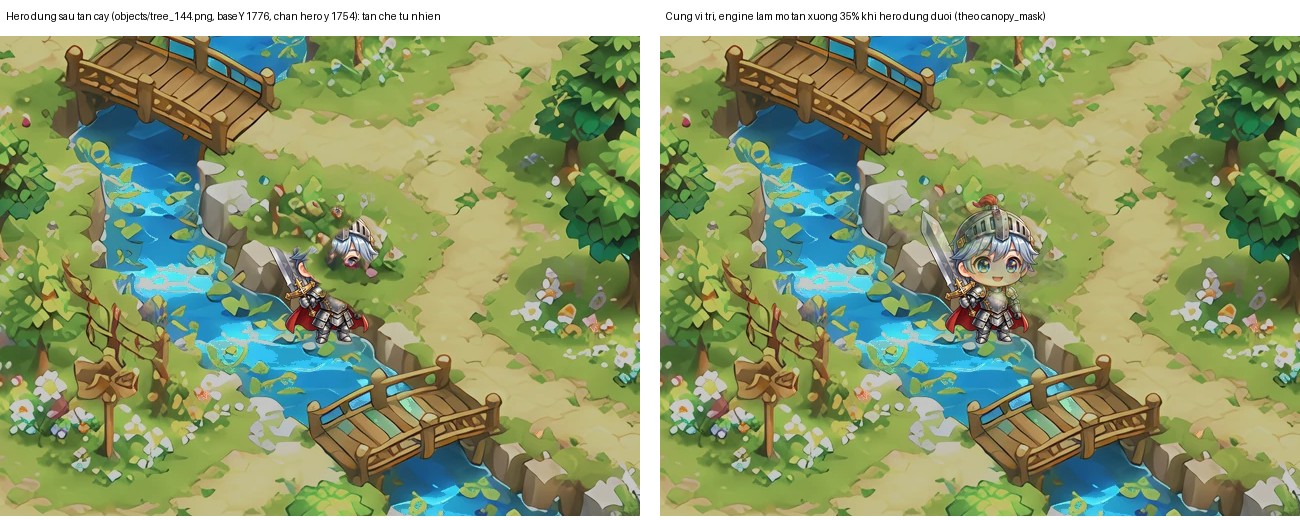 Hero dung sau tan cay (objects/tree_144.png, baseY 1776, chan hero y 1754): tan che tu nhien
Cung vi tri, engine lam mo tan xuong 35% khi hero dung duoi (theo canopy_mask)